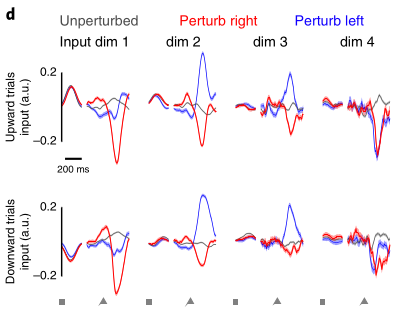 d
Unperturbed Perturb right Perturb left
Input dim 1 dim 2 dim 3 dim 4
Upward trials
input (a.u.)
0.2
−0.2
200 ms
Downward trials
input (a.u.)
0.2
−0.2